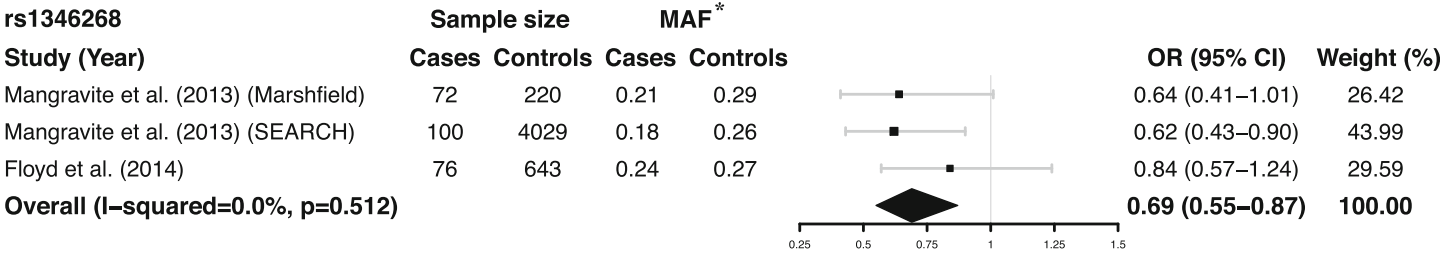 rs1346268 Sample size MAF*
Study (Year) Cases Controls Cases Controls OR (95% CI) Weight (%)
Mangravite et al. (2013) (Marshfield) 72 220 0.21 0.29 0.64 (0.41–1.01) 26.42
Mangravite et al. (2013) (SEARCH) 100 4029 0.18 0.26 0.62 (0.43–0.90) 43.99
Floyd et al. (2014) 76 643 0.24 0.27 0.84 (0.57–1.24) 29.59
Overall (I–squared=0.0%, p=0.512) 0.69 (0.55–0.87) 100.00
0.25 0.5 0.75 1 1.25 1.5